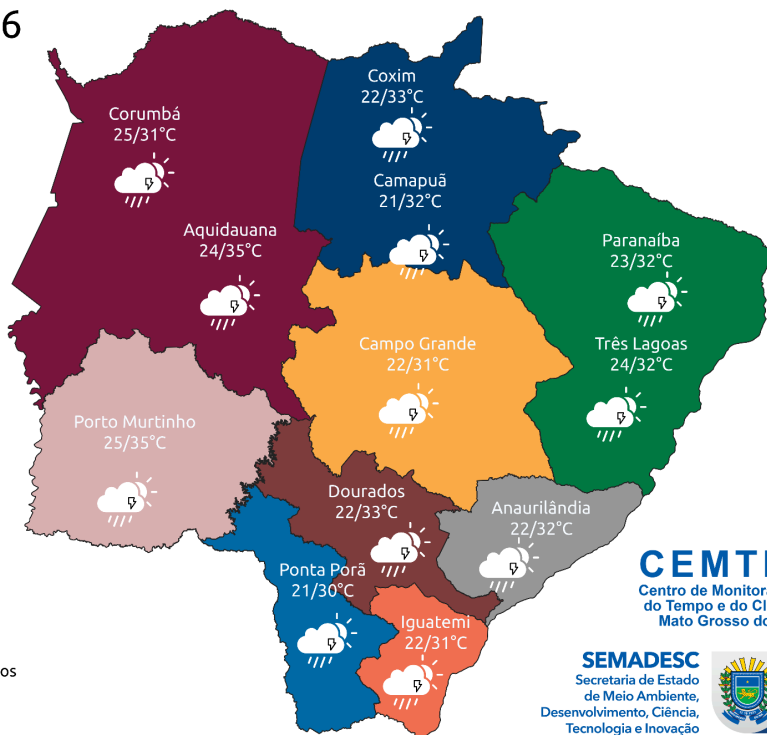 6
Coxim
22/33°C
Corumbá
25/31°C
Camapuã
21/32°C
Aquidauana
24/35°C
Paranaíba
23/32°C
Campo Grande
22/31°C
Três Lagoas
24/32°C
Porto Murtinho
25/35°C
Dourados
22/33°C
Anaurilândia
22/32°C
Ponta Porã
21/30°C
Iguatemi
22/31°C
os
CEMT
Centro de Monitora
do Tempo e do Cl
Mato Grosso do
SEMADESC
Secretaria de Estado
de Meio Ambiente,
Desenvolvimento, Ciência,
Tecnologia e Inovação